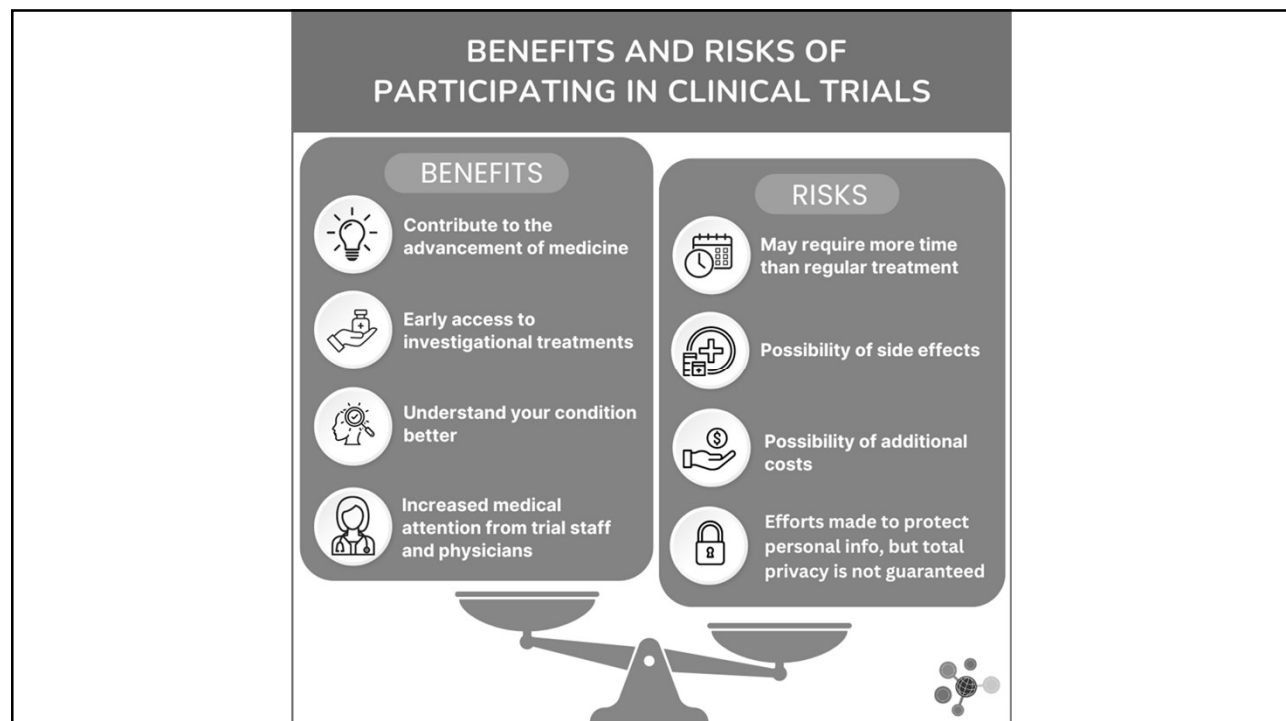 BENEFITS AND RISKS OF
PARTICIPATING IN CLINICAL TRIALS
BENEFITS
Contribute to the
advancement of medicine
Early access to
investigational treatments
Understand your condition
better
Increased medical
attention from trial staff
and physicians
RISKS
May require more time
than regular treatment
Possibility of side effects
$
Possibility of additional
costs
Efforts made to protect
personal info, but total
privacy is not guaranteed